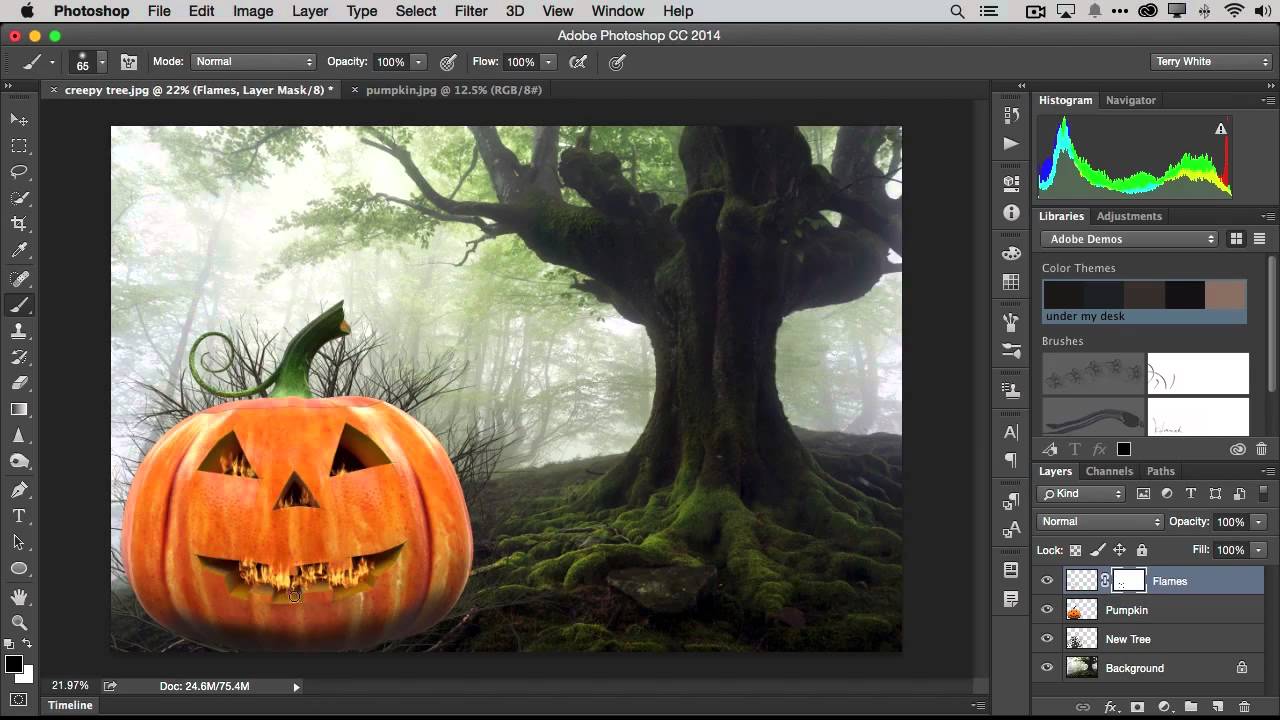 Photoshop File Edit Image Layer Type Select Filter 3D View Window Help
Adobe Photoshop CC 2014
65 Mode: Normal Opacity: 100% Flow: 100% Terry White
creepy tree.jpg @ 22% (Flames, Layer Mask/8) * pumpkin.jpg @ 12.5% (RGB/8#)
Histogram Navigator
Libraries Adjustments
Adobe Demos
Color Themes
under my desk
Brushes
Layers Channels Paths
Kind
Normal Opacity: 100%
Lock: Fill: 100%
Flames
Pumpkin
New Tree
Background
21.97% Doc: 24.6M/75.4M
Timeline